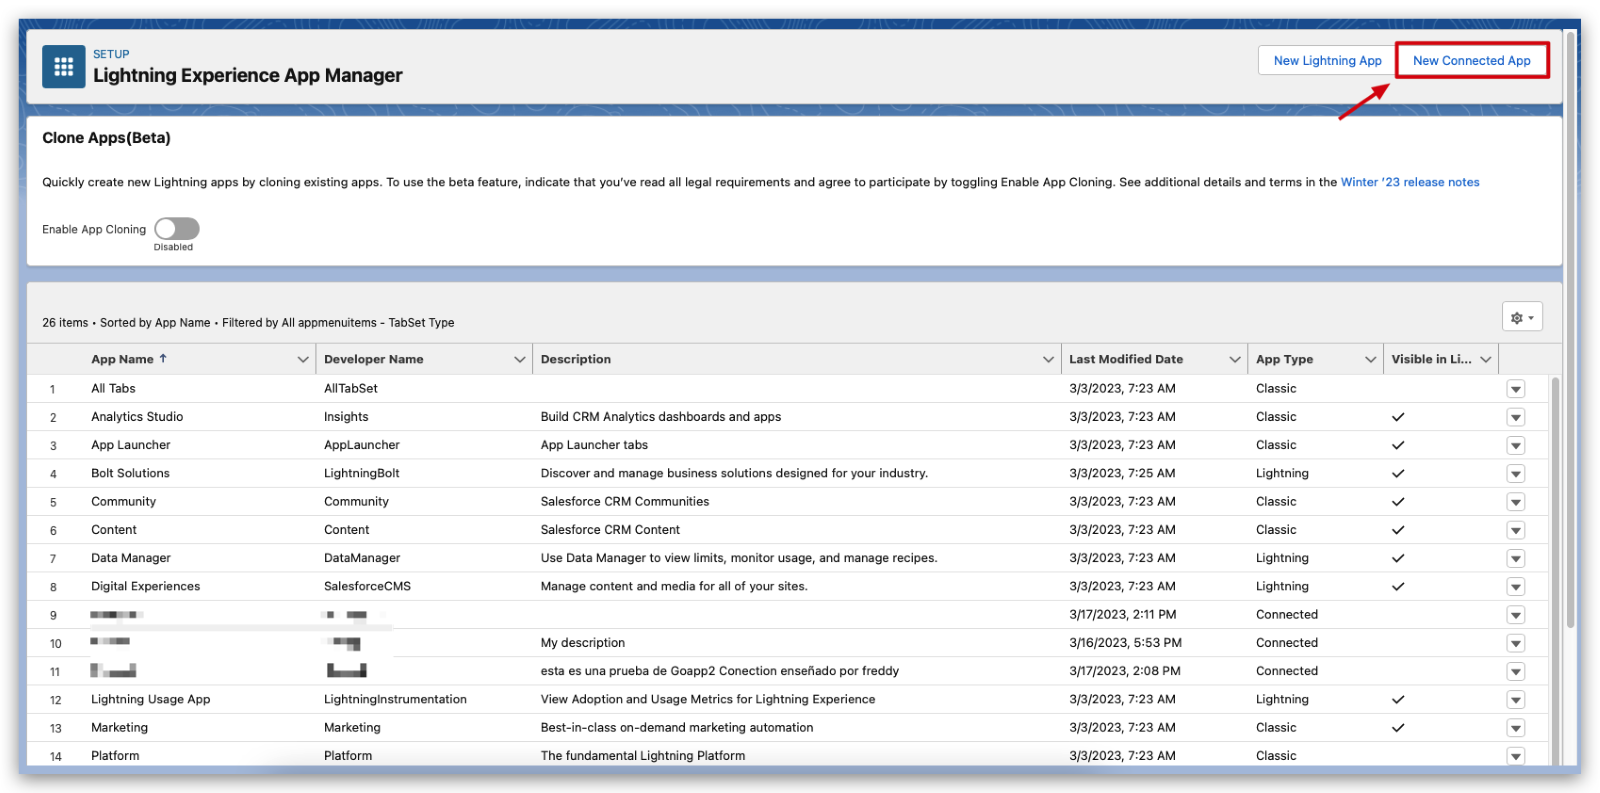 SETUP
Lightning Experience App Manager
New Lightning App
New Connected App
Clone Apps(Beta)
Quickly create new Lightning apps by cloning existing apps. To use the beta feature, indicate that you've read all legal requirements and agree to participate by toggling Enable App Cloning. See additional details and terms in the Winter '23 release notes
Enable App Cloning
Disabled
26 items • Sorted by App Name • Filtered by All appmenuitems - TabSet Type
App Name ↑ Developer Name Description Last Modified Date App Type Visible in Li...
1 All Tabs AllTabSet 3/3/2023, 7:23 AM Classic
2 Analytics Studio Insights Build CRM Analytics dashboards and apps 3/3/2023, 7:23 AM Classic
3 App Launcher AppLauncher App Launcher tabs 3/3/2023, 7:23 AM Classic
4 Bolt Solutions LightningBolt Discover and manage business solutions designed for your industry. 3/3/2023, 7:25 AM Lightning
5 Community Community Salesforce CRM Communities 3/3/2023, 7:23 AM Classic
6 Content Content Salesforce CRM Content 3/3/2023, 7:23 AM Classic
7 Data Manager DataManager Use Data Manager to view limits, monitor usage, and manage recipes. 3/3/2023, 7:23 AM Lightning
8 Digital Experiences SalesforceCMS Manage content and media for all of your sites. 3/3/2023, 7:23 AM Lightning
9 3/17/2023, 2:11 PM Connected
10 My description 3/16/2023, 5:53 PM Connected
11 esta es una prueba de Goapp2 Conection enseñado por freddy 3/17/2023, 2:08 PM Connected
12 Lightning Usage App LightningInstrumentation View Adoption and Usage Metrics for Lightning Experience 3/3/2023, 7:23 AM Lightning
13 Marketing Marketing Best-in-class on-demand marketing automation 3/3/2023, 7:23 AM Classic
14 Platform Platform The fundamental Lightning Platform 3/3/2023, 7:23 AM Classic